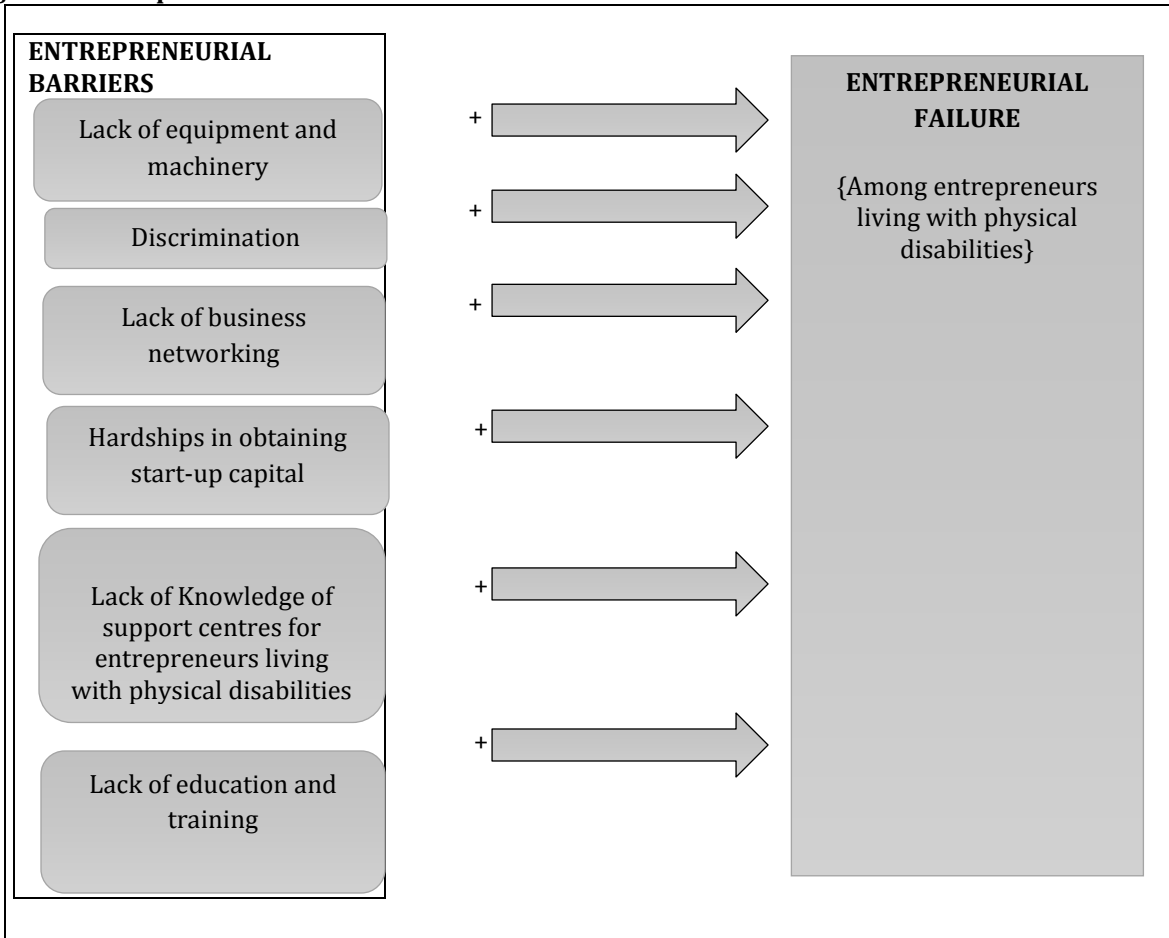 ENTREPRENEURIAL
BARRIERS
Lack of equipment and
machinery
Discrimination
Lack of business
networking
Hardships in obtaining
start-up capital
Lack of Knowledge of
support centres for
entrepreneurs living
with physical disabilities
Lack of education and
training
+
+
+
+
+
+
ENTREPRENEURIAL
FAILURE
{Among entrepreneurs
living with physical
disabilities}